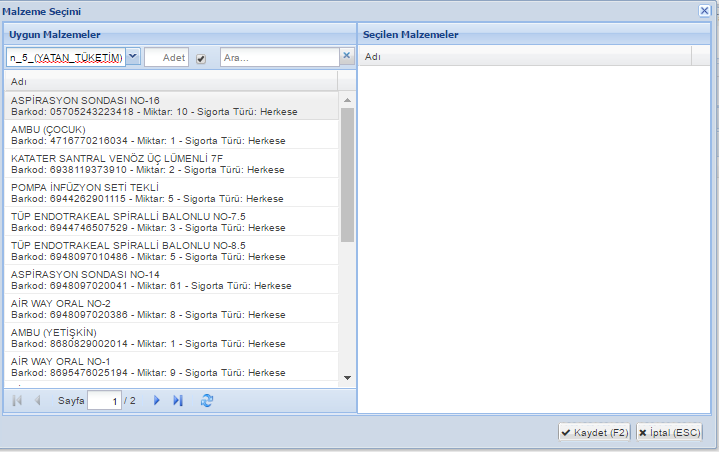 Malzeme Seçimi
Uygun Malzemeler
Seçilen Malzemeler
n_5_(YATAN_TÜKETİM)
Adet
Ara...
Adı
Adı
ASPİRASYON SONDASI NO-16
Barkod: 05705243223418 - Miktar: 10 - Sigorta Türü: Herkese
AMBU (ÇOCUK)
Barkod: 4716770216034 - Miktar: 1 - Sigorta Türü: Herkese
KATATER SANTRAL VENÖZ ÜÇ LÜMENLİ 7F
Barkod: 6938119373910 - Miktar: 2 - Sigorta Türü: Herkese
POMPA İNFÜZYON SETİ TEKLİ
Barkod: 6944262901115 - Miktar: 5 - Sigorta Türü: Herkese
TÜP ENDOTRAKEAL SPİRALLİ BALONLU NO-7.5
Barkod: 6944746507529 - Miktar: 3 - Sigorta Türü: Herkese
TÜP ENDOTRAKEAL SPİRALLİ BALONLU NO-8.5
Barkod: 6948097010486 - Miktar: 5 - Sigorta Türü: Herkese
ASPİRASYON SONDASI NO-14
Barkod: 6948097020041 - Miktar: 61 - Sigorta Türü: Herkese
AİR WAY ORAL NO-2
Barkod: 6948097020386 - Miktar: 8 - Sigorta Türü: Herkese
AMBU (YETİŞKİN)
Barkod: 8680829002014 - Miktar: 1 - Sigorta Türü: Herkese
AİR WAY ORAL NO-1
Barkod: 8695476025194 - Miktar: 9 - Sigorta Türü: Herkese
Sayfa 1 / 2
Kaydet (F2)
İptal (ESC)